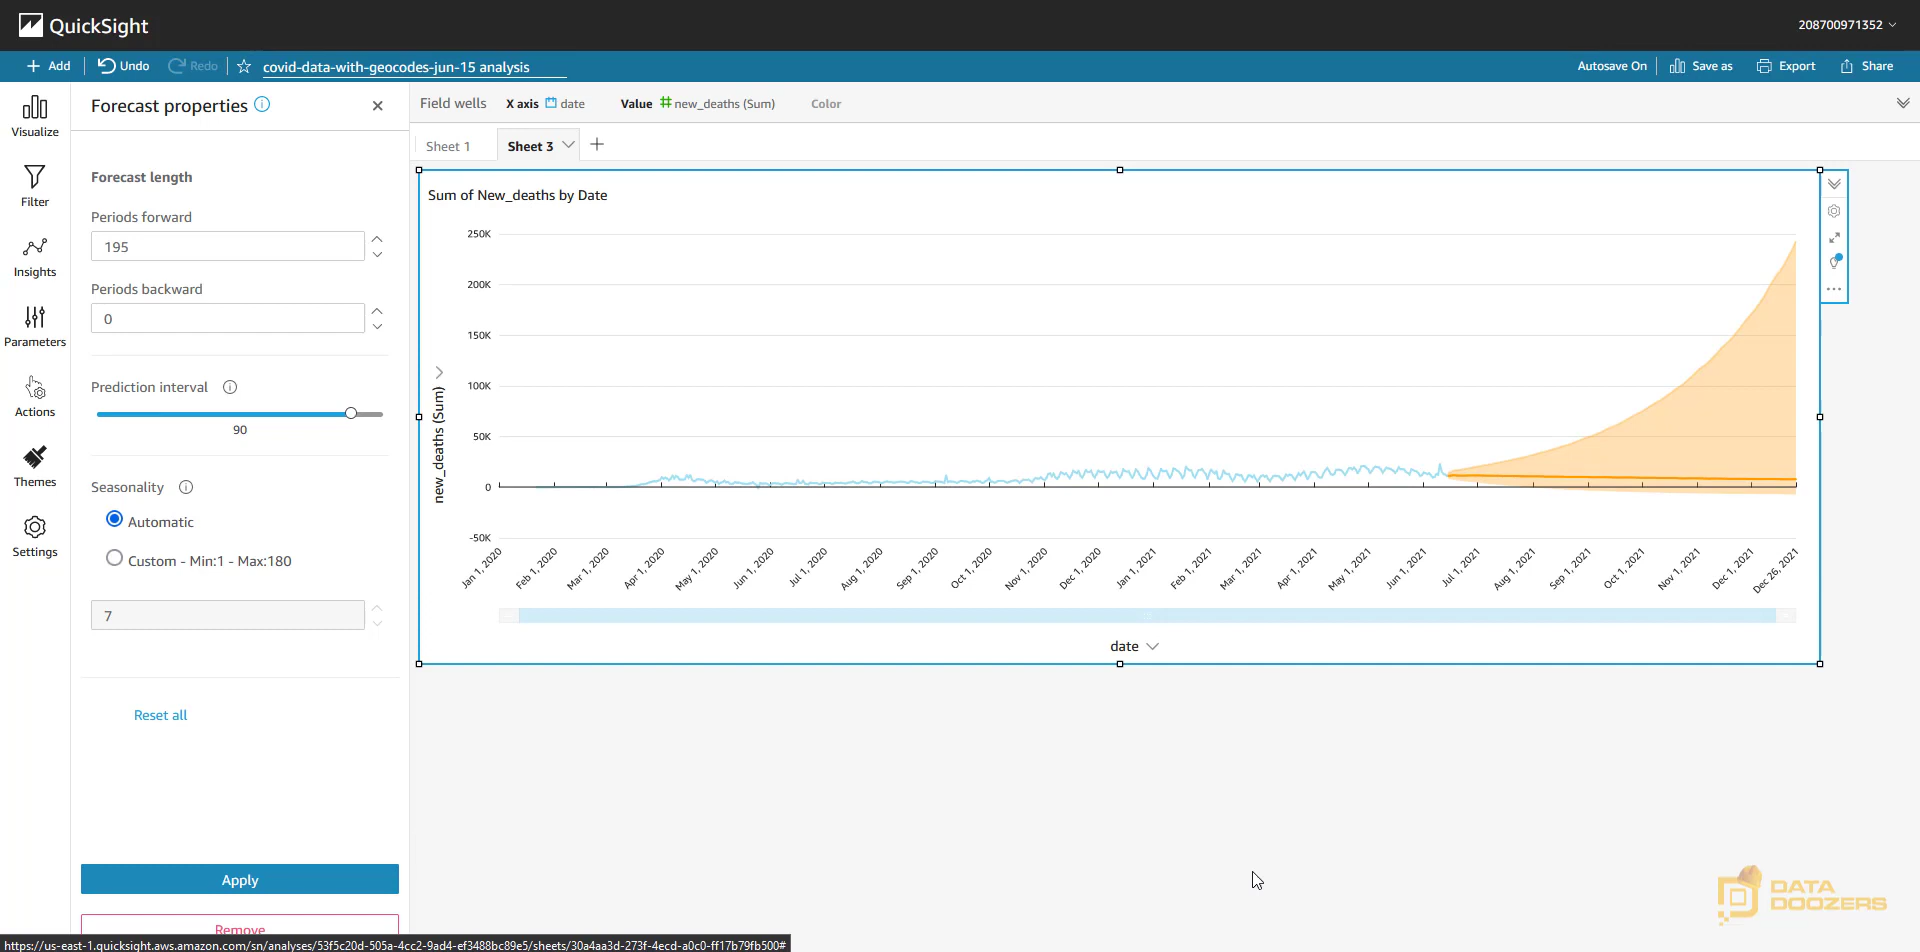 QuickSight
208700971352
Add
Undo
Redo
covid-data-with-geocodes-jun-15 analysis
Autosave On
Save as
Export
Share
Visualize
Filter
Insights
Parameters
Actions
Themes
Settings
Forecast properties
Forecast length
Periods forward
195
Periods backward
0
Prediction interval
90
Seasonality
Automatic
Custom - Min:1 - Max:180
7
Reset all
Apply
Remove
Field wells X axis date Value new_deaths (Sum) Color
Sheet 1 Sheet 3
Sum of New_deaths by Date
new_deaths (Sum)
250K
200K
150K
100K
50K
0
-50K
Jan 1, 2020
Feb 1, 2020
Mar 1, 2020
Apr 1, 2020
May 1, 2020
Jun 1, 2020
Jul 1, 2020
Aug 1, 2020
Sep 1, 2020
Oct 1, 2020
Nov 1, 2020
Dec 1, 2020
Jan 1, 2021
Feb 1, 2021
Mar 1, 2021
Apr 1, 2021
May 1, 2021
Jun 1, 2021
Jul 1, 2021
Aug 1, 2021
Sep 1, 2021
Oct 1, 2021
Nov 1, 2021
Dec 1, 2021
Dec 26, 2021
date
DATA
DOOZERS
https://us-east-1.quicksight.aws.amazon.com/sn/analyses/53f5c20d-505a-4cc2-9ad4-ef3488bc89e5/sheets/30a4aa3d-273f-4ecd-a0c0-ff17b79fb500#